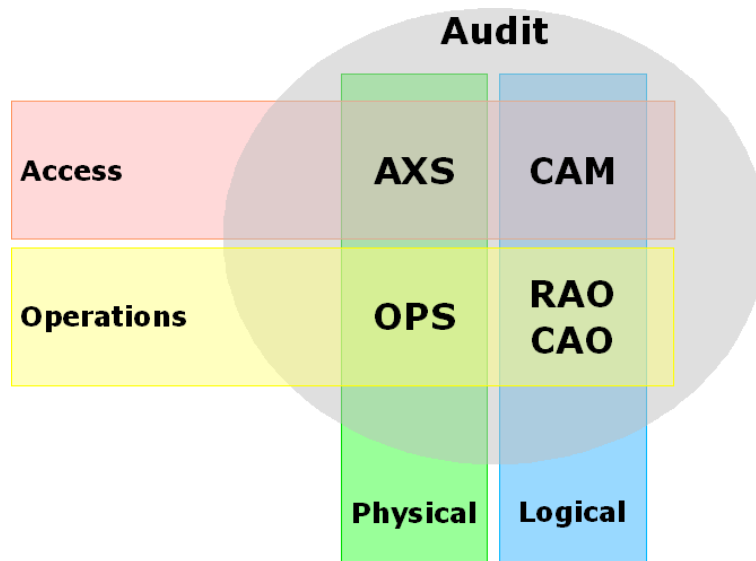 Audit
Access
AXS
CAM
Operations
OPS
RAO
CAO
Physical
Logical